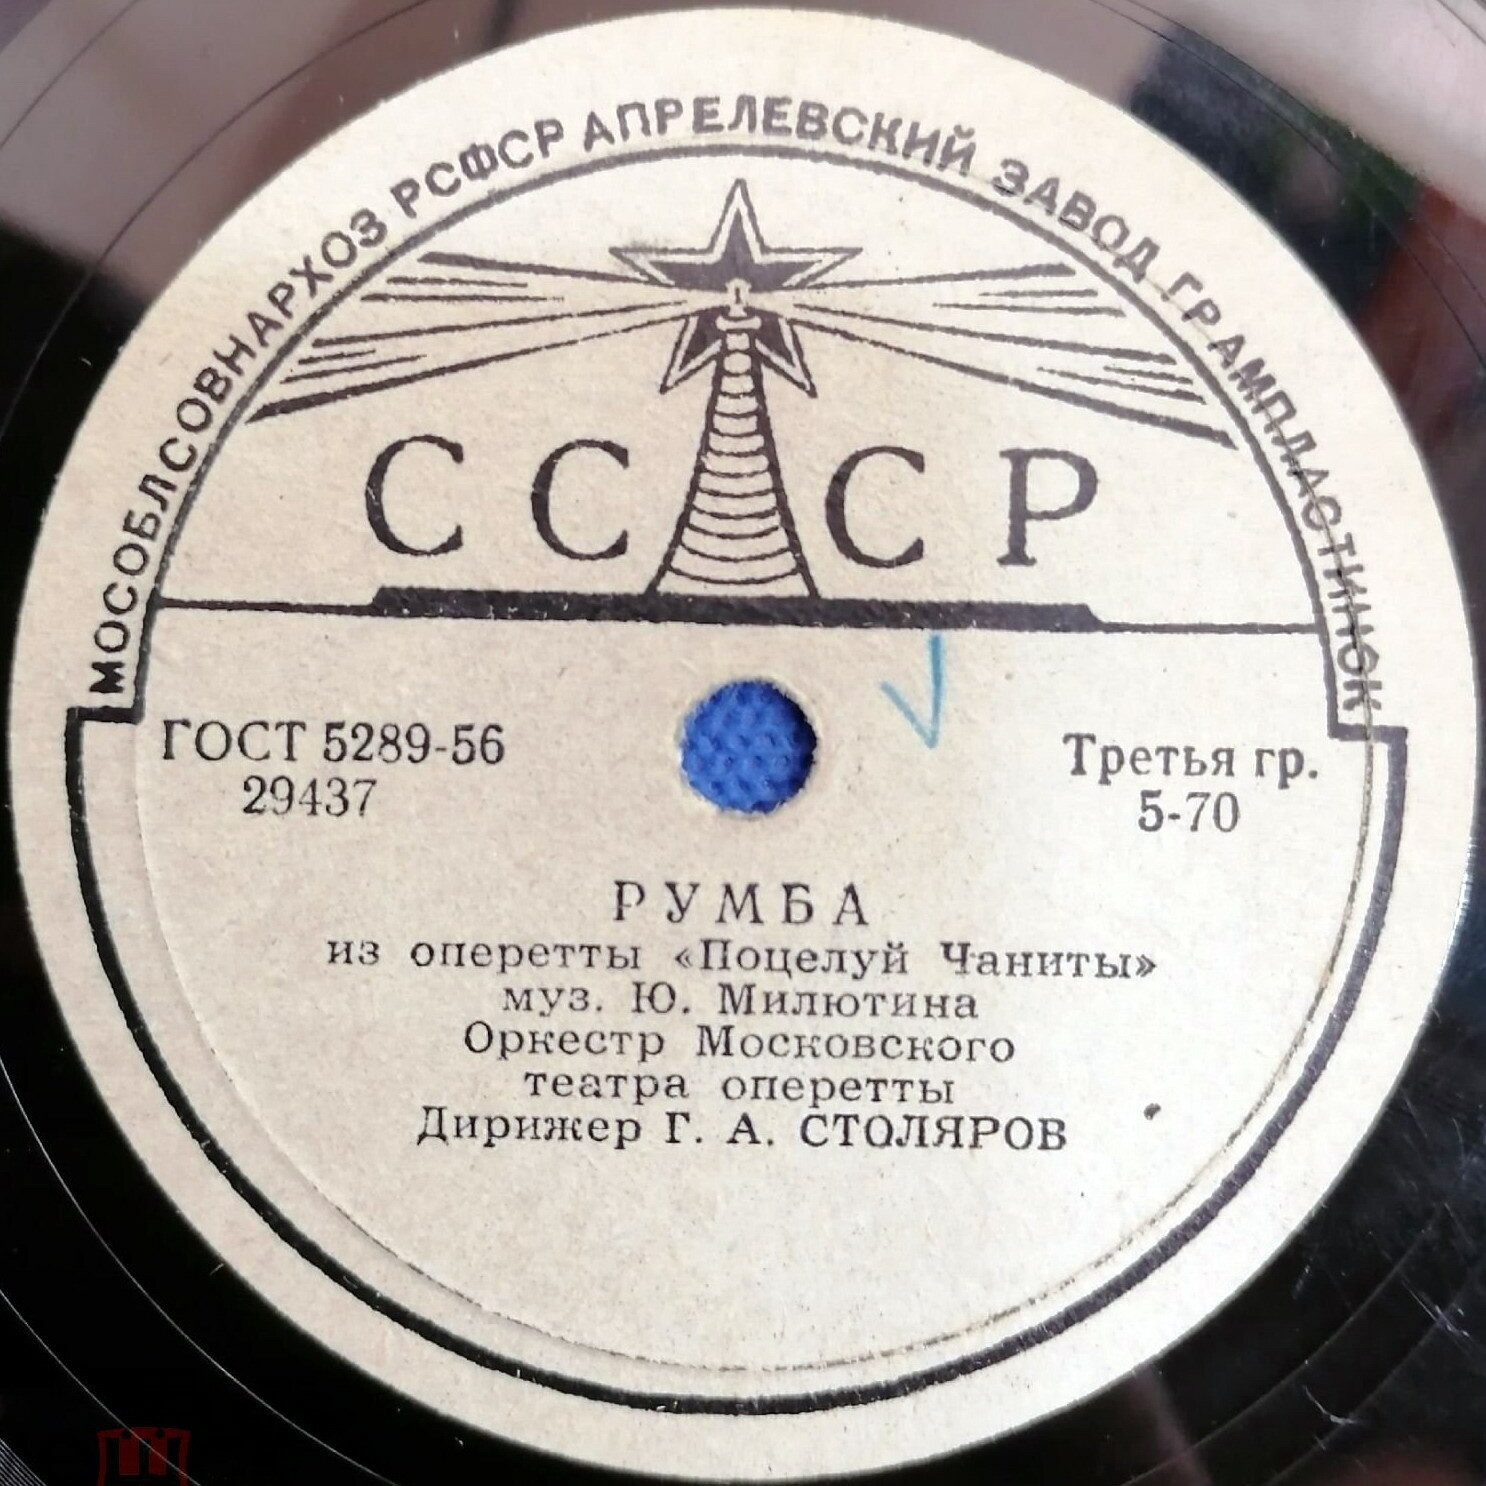 МОСОБЛСОВНАРХОЗ РСФСР АПРЕЛЕВСКИЙ ЗАВОД ГРАМПЛАСТИНОК
СССР
ГОСТ 5289-56
29437
Третья гр.
5-70
РУМБА
из оперетты «Поцелуй Чаниты»
муз. Ю. Милютина
Оркестр Московского
театра оперетты
Дирижер Г. А. СТОЛЯРОВ